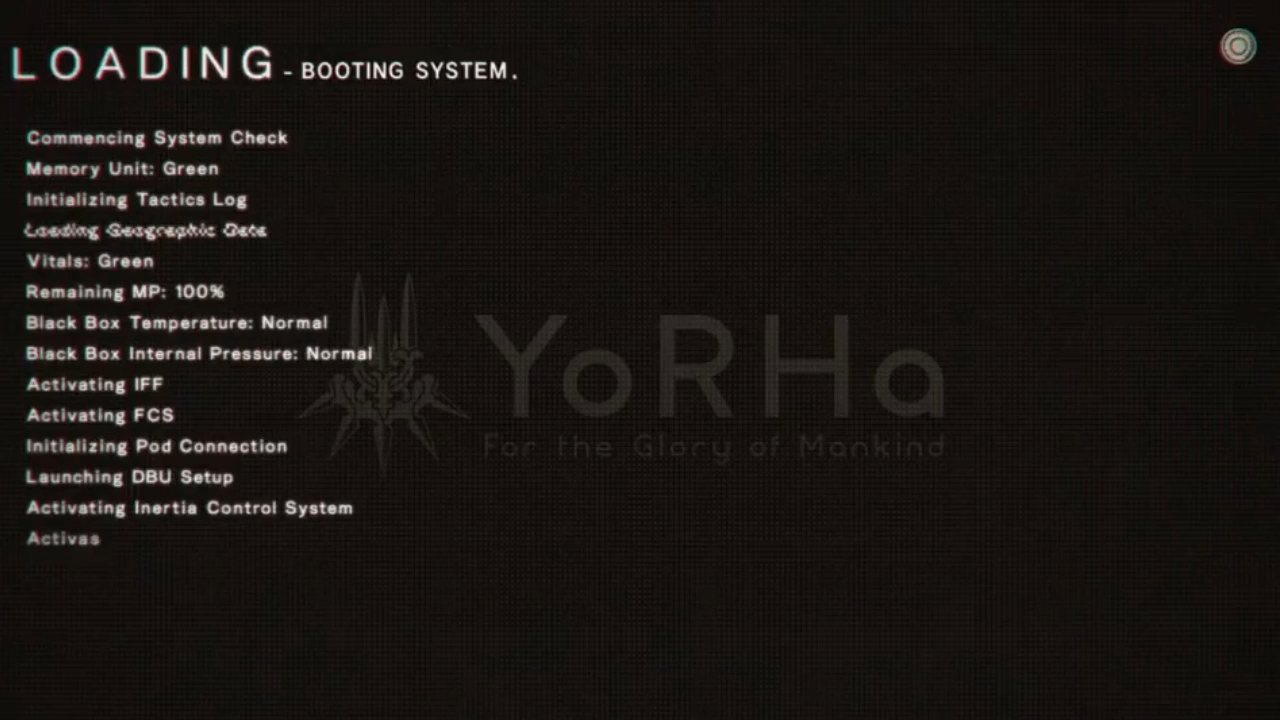 LOADING - BOOTING SYSTEM.
Commencing System Check
Memory Unit: Green
Initializing Tactics Log
Loading Geographic Data
Vitals: Green
Remaining MP: 100%
Black Box Temperature: Normal
Black Box Internal Pressure: Normal
Activating IFF
Activating FCS
Initializing Pod Connection
Launching DBU Setup
Activating Inertia Control System
Activas
YoRHa
For the Glory of Mankind